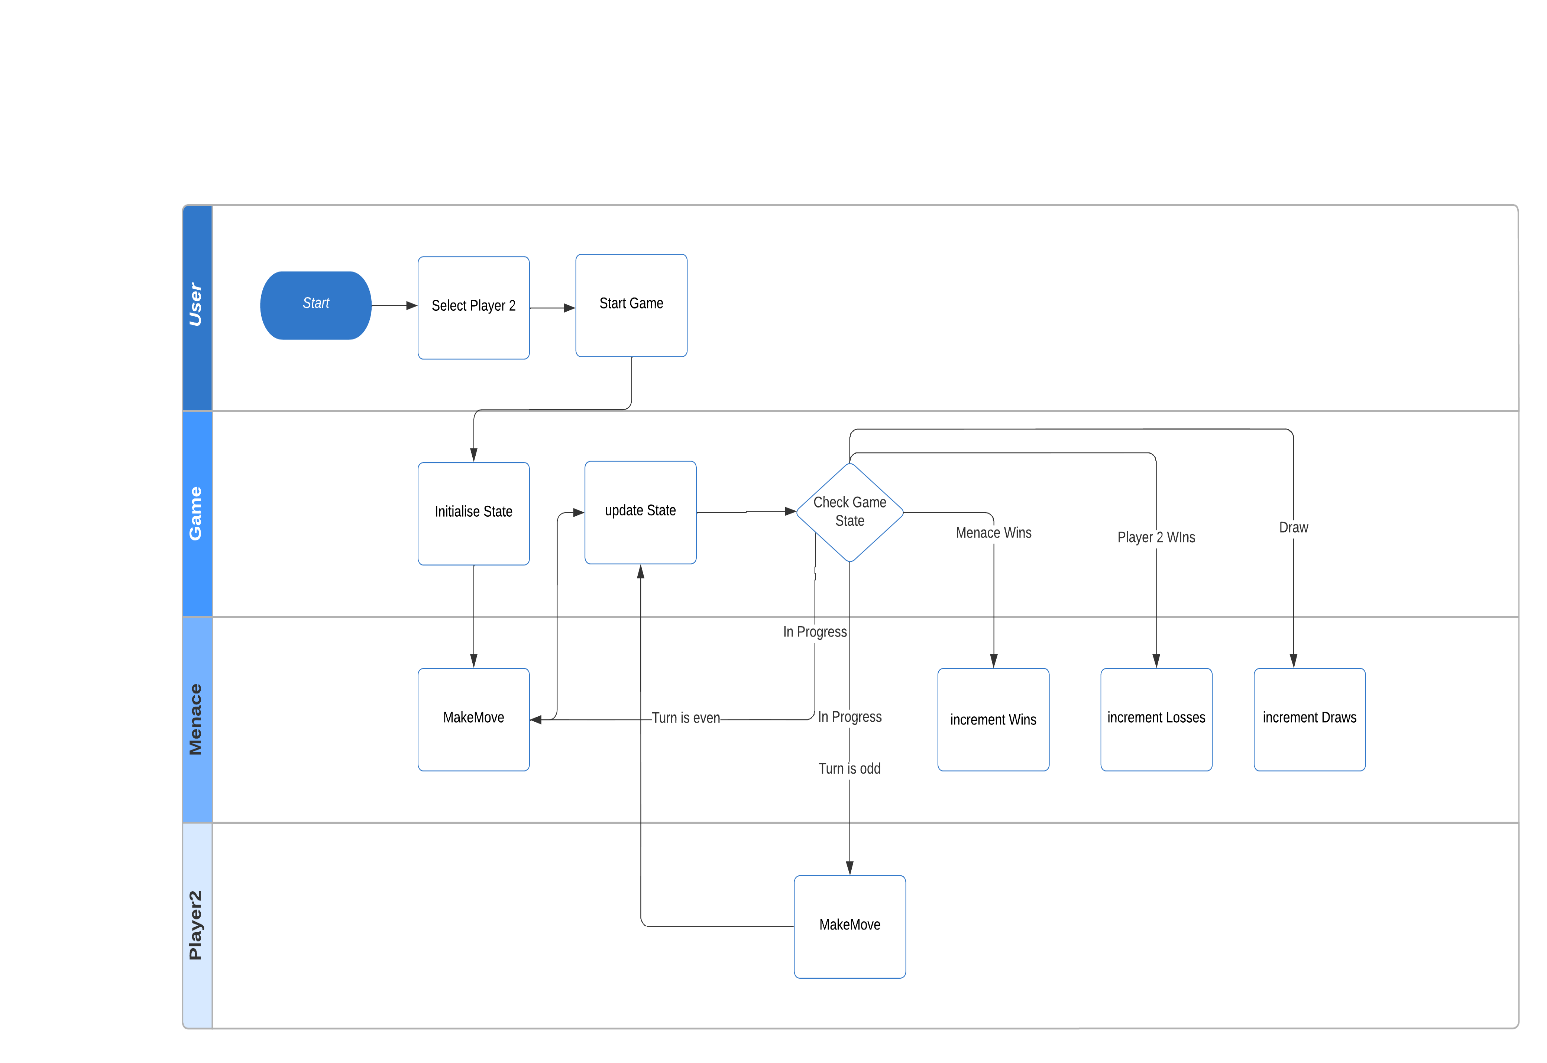 User
Start
Select Player 2
Start Game
Game
Initialise State
update State
Check Game
State
Menace Wins
Player 2 WIns
Draw
In Progress
Menace
MakeMove
Turn is even
In Progress
Turn is odd
increment Wins
increment Losses
increment Draws
Player2
MakeMove